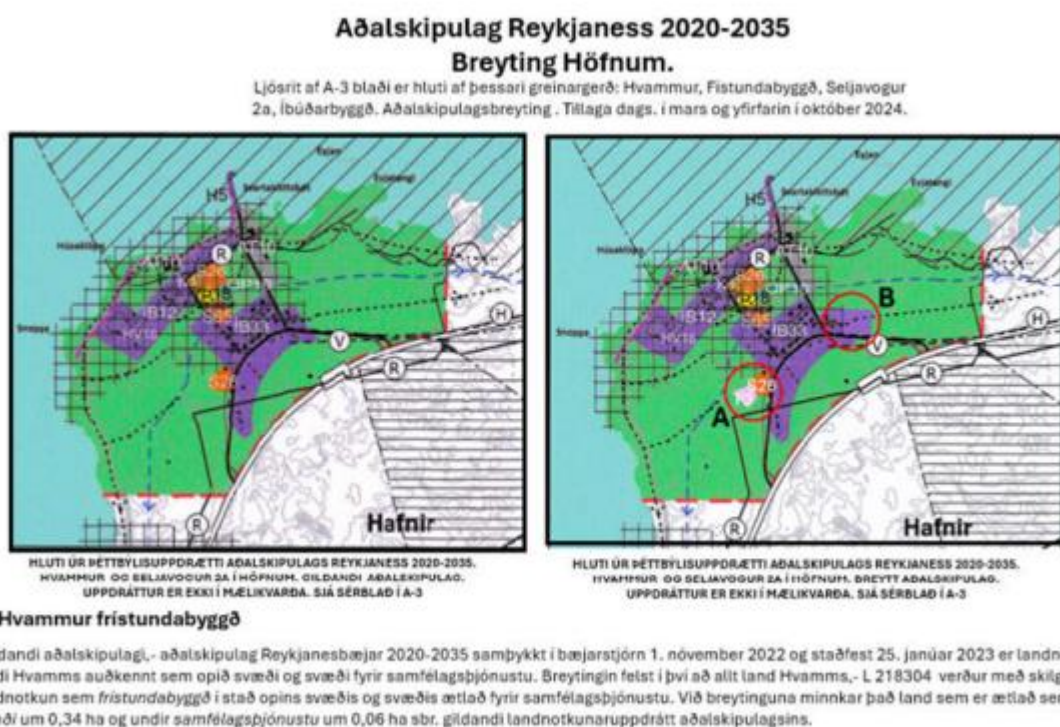 Aðalskipulag Reykjaness 2020-2035
Breyting Höfnum.
Ljósrit af A-3 blaði er hluti af þessari greinargerð: Hvammur, Fistundabyggð, Seljavogur
2a, Íbúðarbyggð. Aðalskipulagsbreyting . Tillaga dags. í mars og yfirfarin í október 2024.
H5
R
IB33
V
R
H
R
S26
Hafnir
H5
R
IB33
B
V
R
H
R
S26
A
Hafnir
HLUTI ÚR ÞÉTTBÝLISUPPDRÆTTI AÐALSKIPULAGS REYKJANESS 2020-2035.
HVAMMUR OG SELJAVOGUR 2A Í HÖFNUM. GILDANDI AÐALSKIPULAG.
UPPDRÁTTUR ER EKKI Í MÆLIKVARÐA. SJÁ SÉRBLAÐ Í A-3
HLUTI ÚR ÞÉTTBÝLISUPPDRÆTTI AÐALSKIPULAGS REYKJANESS 2020-2035.
HVAMMUR OG SELJAVOGUR 2A Í HÖFNUM. BREYTT AÐALSKIPULAG.
UPPDRÁTTUR ER EKKI Í MÆLIKVARÐA. SJÁ SÉRBLAÐ Í A-3
Hvammur frístundabyggð
dandi aðalskipulagi,- aðalskipulag Reykjanesbæjar 2020-2035 samþykkt í bæjarstjórn 1. nóvember 2022 og staðfest 25. janúar 2023 er landn
di Hvamms auðkennt sem opið svæði og svæði fyrir samfélagsþjónustu. Breytingin felst í því að allt land Hvamms,- L 218304 verður með skilg
dnotkun sem frístundabyggð í stað opins svæðis og svæðis ætlað fyrir samfélagsþjónustu. Við breytinguna minnkar það land sem er ætlað se
æði um 0,34 ha og undir samfélagsþjónustu um 0,06 ha sbr. gildandi landnotkunaruppdrátt aðalskipulagsins.